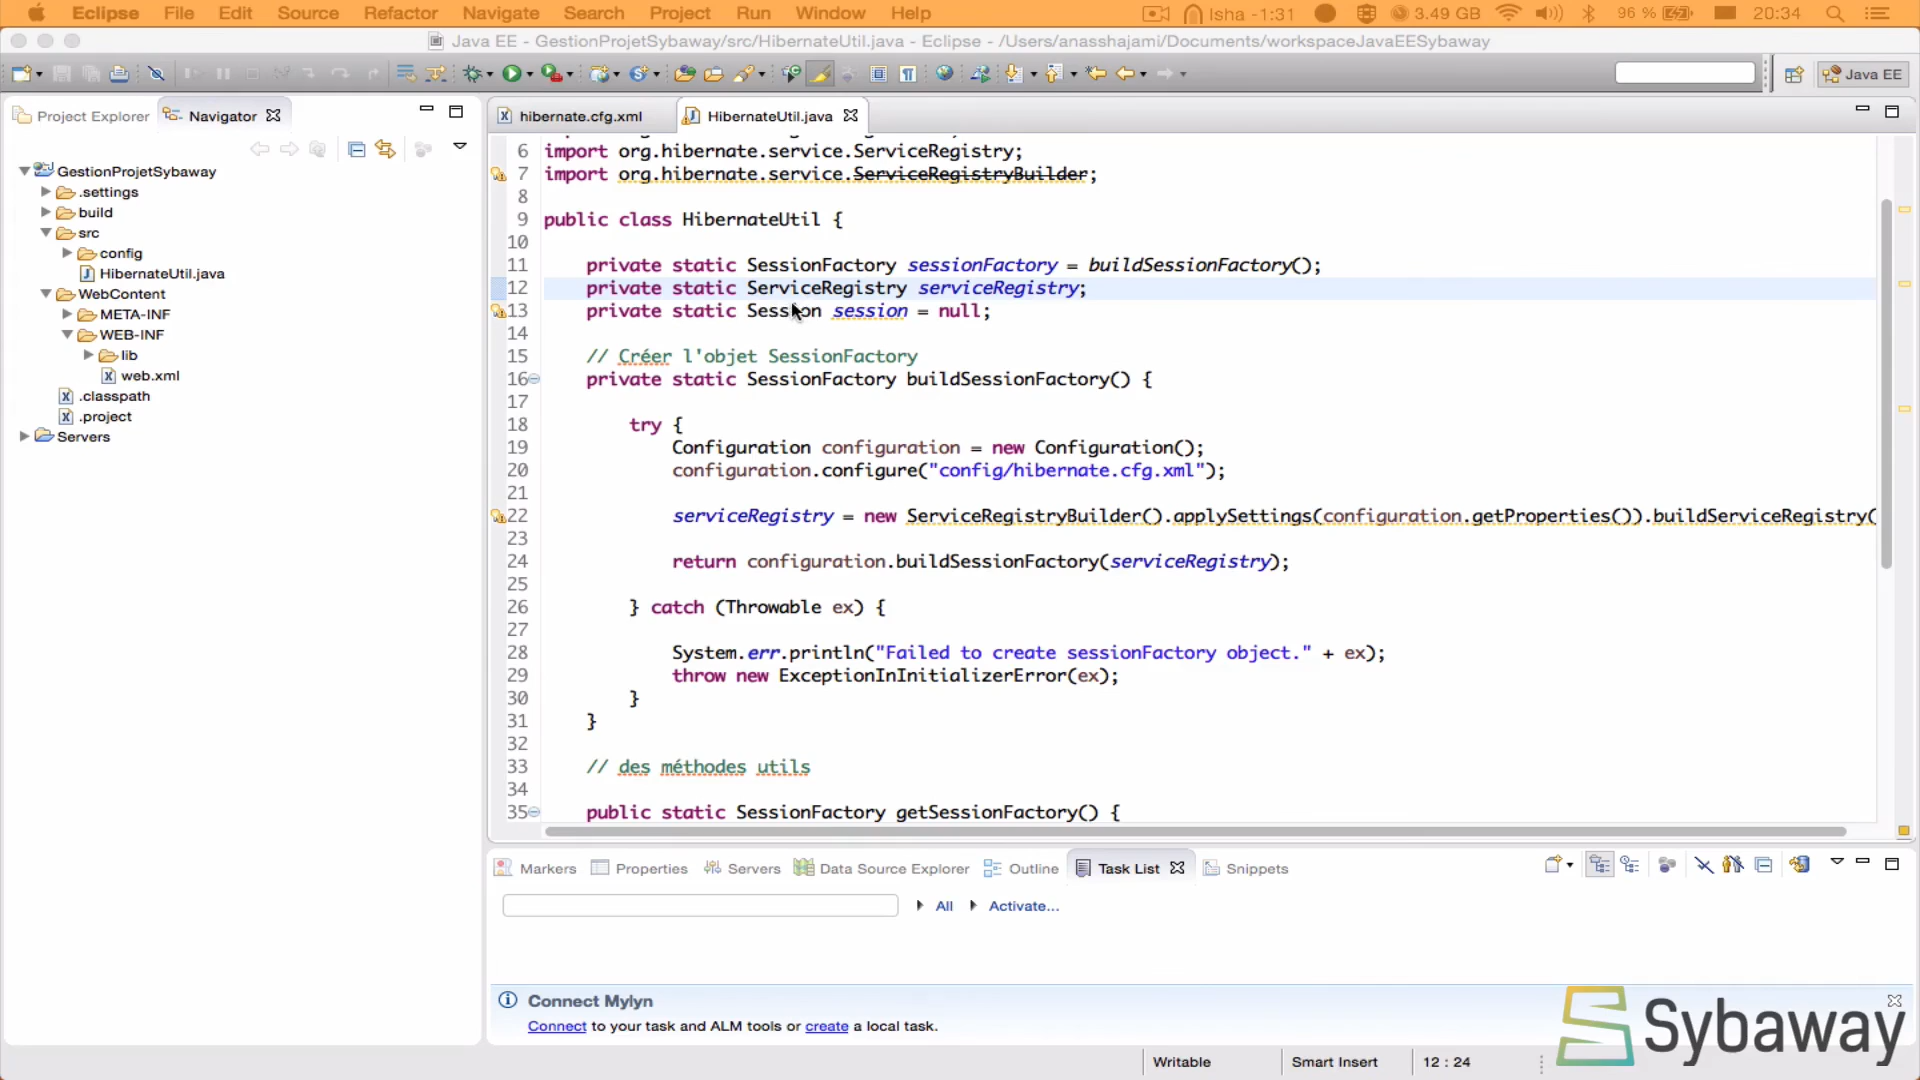 Eclipse File Edit Source Refactor Navigate Search Project Run Window Help Isha -1:31 3.49 GB 96 % 20:34
Java EE - GestionProjetSybaway/src/HibernateUtil.java - Eclipse - /Users/anasshajami/Documents/workspaceJavaEESybaway
Java EE
Project Explorer Navigator
GestionProjetSybaway
.settings
build
src
config
HibernateUtil.java
WebContent
META-INF
WEB-INF
lib
web.xml
.classpath
.project
Servers
hibernate.cfg.xml HibernateUtil.java
6 import org.hibernate.service.ServiceRegistry;
7 import org.hibernate.service.ServiceRegistryBuilder;
8
9 public class HibernateUtil {
10
11 private static SessionFactory sessionFactory = buildSessionFactory();
12 private static ServiceRegistry serviceRegistry;
13 private static Session session = null;
14
15 // Créer l'objet SessionFactory
16 private static SessionFactory buildSessionFactory() {
17
18 try {
19 Configuration configuration = new Configuration();
20 configuration.configure("config/hibernate.cfg.xml");
21
22 serviceRegistry = new ServiceRegistryBuilder().applySettings(configuration.getProperties()).buildServiceRegistry(
23
24 return configuration.buildSessionFactory(serviceRegistry);
25
26 } catch (Throwable ex) {
27
28 System.err.println("Failed to create sessionFactory object." + ex);
29 throw new ExceptionInInitializerError(ex);
30 }
31 }
32
33 // des méthodes utils
34
35 public static SessionFactory getSessionFactory() {
Markers Properties Servers Data Source Explorer Outline Task List Snippets
All Activate...
Connect Mylyn
Connect to your task and ALM tools or create a local task.
Writable Smart Insert 12 : 24
Sybaway